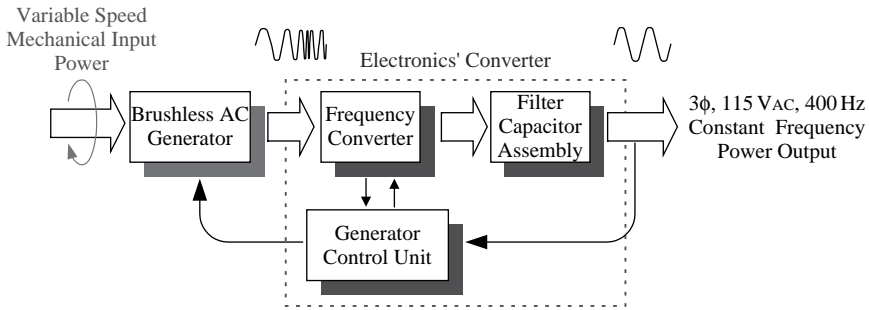 Variable Speed
Mechanical Input
Power
Electronics' Converter
Brushless AC
Generator
Frequency
Converter
Filter
Capacitor
Assembly
3ϕ, 115 VAC, 400 Hz
Constant Frequency
Power Output
Generator
Control Unit